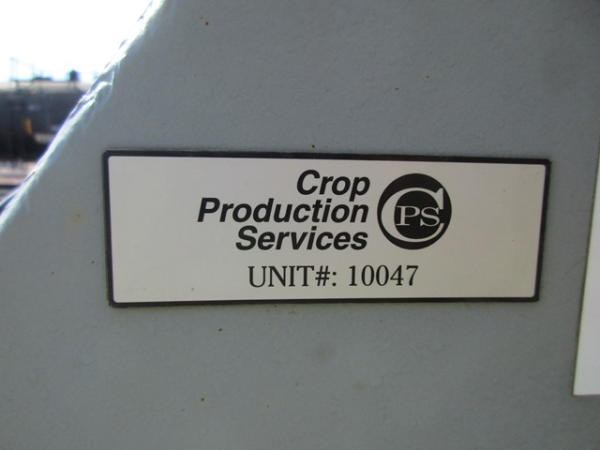 Crop
Production
Services
CPS
UNIT#: 10047